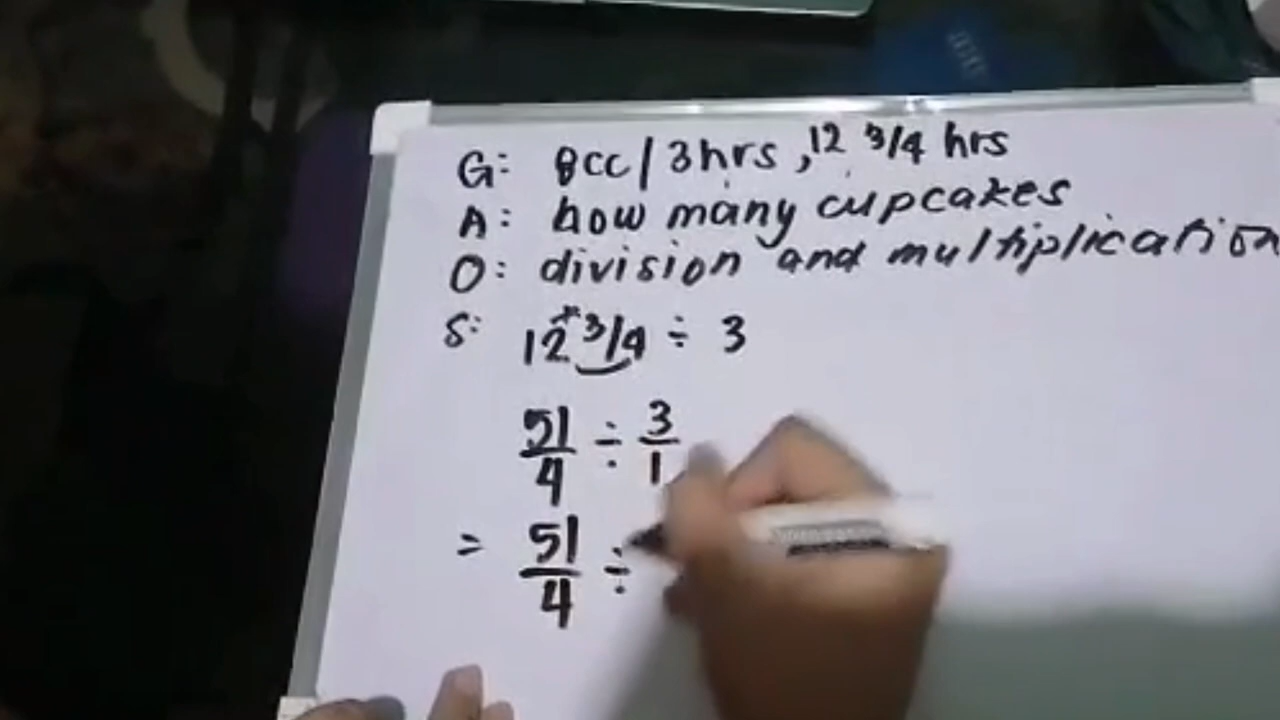 G: 8cc/3hrs, 12 3/4 hrs
A: how many cupcakes
O: division and multiplication
S: 12 3/4 ÷ 3
51/4 ÷ 3/1
= 51/4 ÷